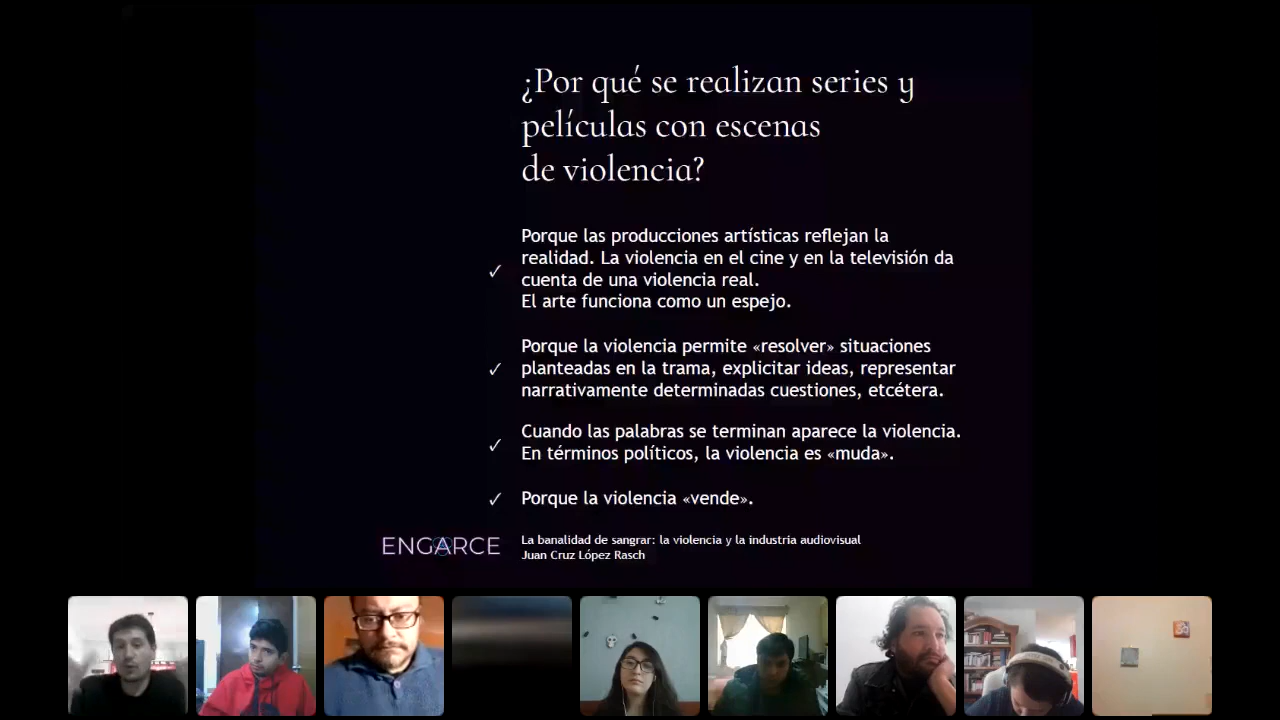 ¿Por qué se realizan series y
películas con escenas
de violencia?
✓ Porque las producciones artísticas reflejan la
realidad. La violencia en el cine y en la televisión da
cuenta de una violencia real.
El arte funciona como un espejo.
✓ Porque la violencia permite «resolver» situaciones
planteadas en la trama, explicitar ideas, representar
narrativamente determinadas cuestiones, etcétera.
✓ Cuando las palabras se terminan aparece la violencia.
En términos políticos, la violencia es «muda».
✓ Porque la violencia «vende».
ENGARCE
La banalidad de sangrar: la violencia y la industria audiovisual
Juan Cruz López Rasch